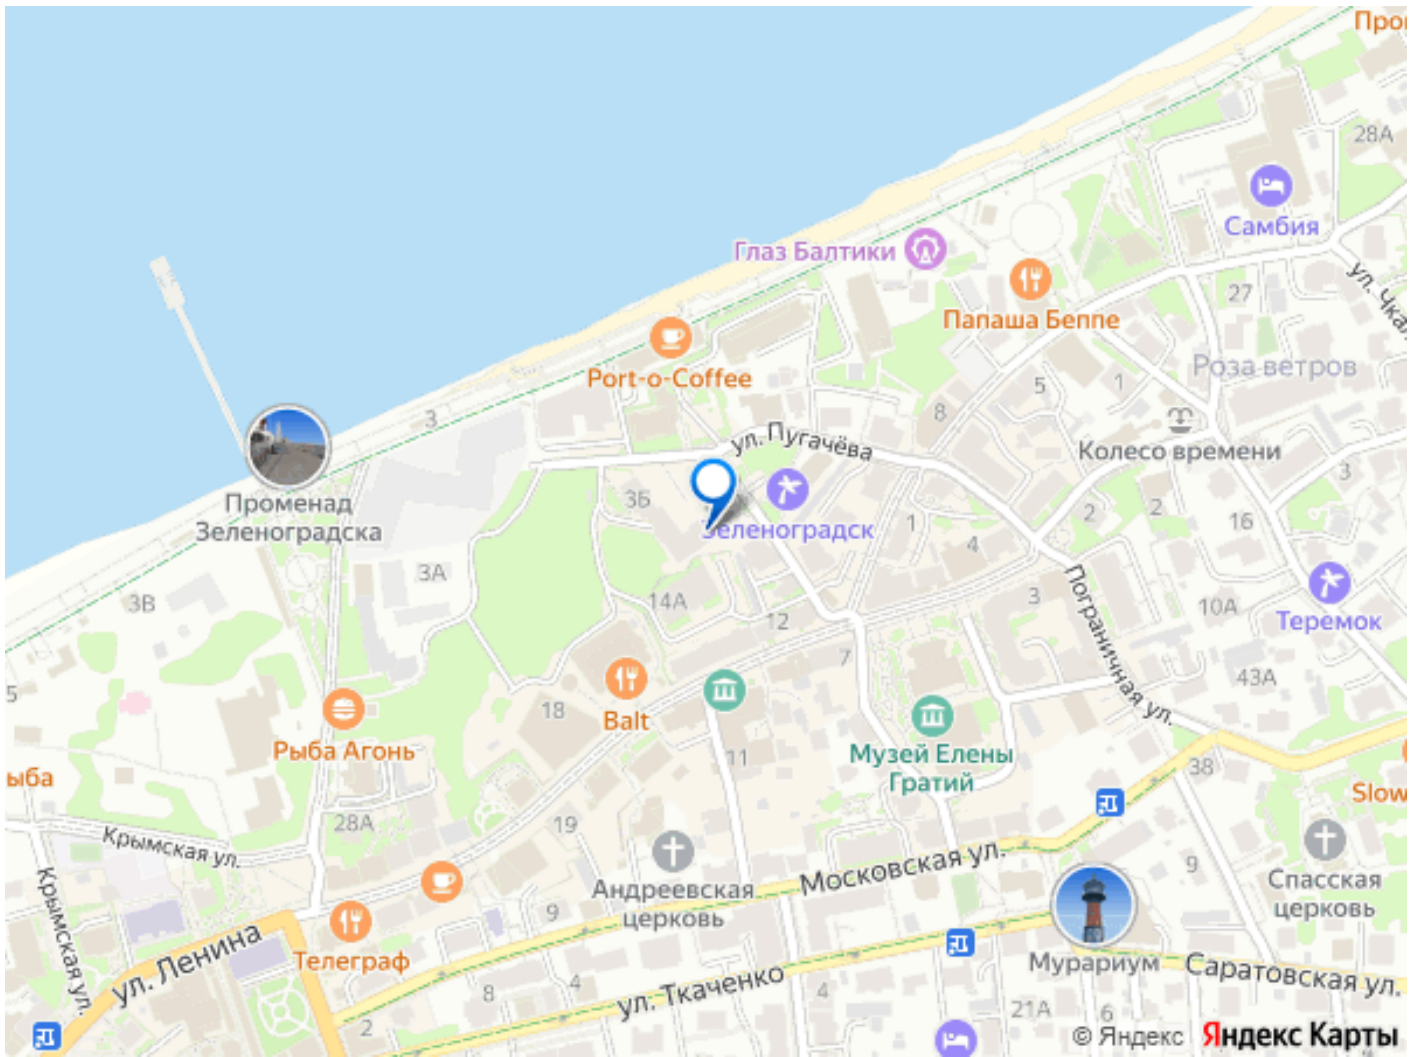 Про
28А
Самбия
Глаз Балтики
ул. Чка
27
Папаша Беппе
Port-o-Coffee
Роза ветров
5
1
3
8
ул. Пугачёва
Колесо времени
3
Променад
Зеленоградска
3Б
Зеленоградск
1
2
2
16
4
3А
3В
14А
12
3
10А
Теремок
Пограничная ул.
7
43А
5
18
Balt
Рыба Агонь
11
Музей Елены
Гратий
38
ыба
Slow
28А
19
Крымская ул.
Московская ул.
9
Андреевская
церковь
9
Спасская
церковь
Крымская ул.
ул. Ленина
Телеграф
Мурариум
Саратовская ул.
8
4
ул. Ткаченко
4
21А
2
© Яндекс Яндекс Карты